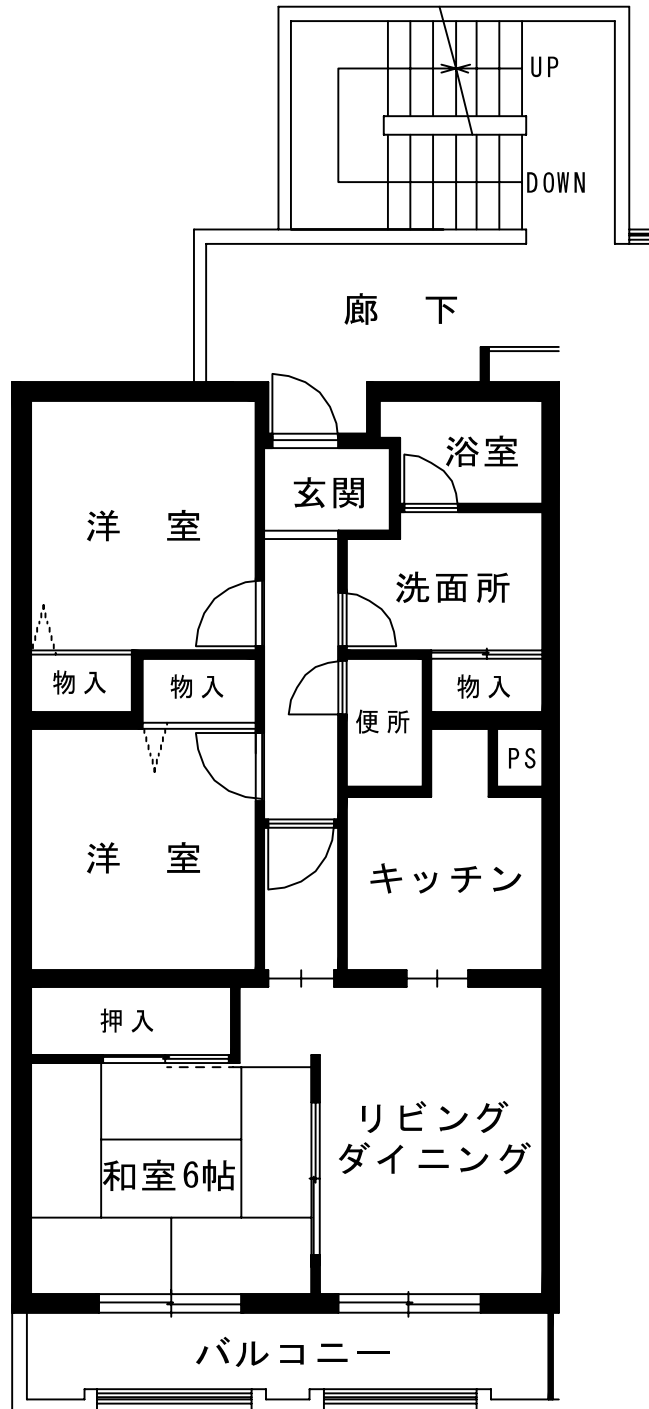 UP
DOWN
廊 下
浴室
玄関
洋 室
洗面所
物入
物入
物入
便所
PS
洋 室
キッチン
押入
リビング
ダイニング
和室6帖
バルコニー